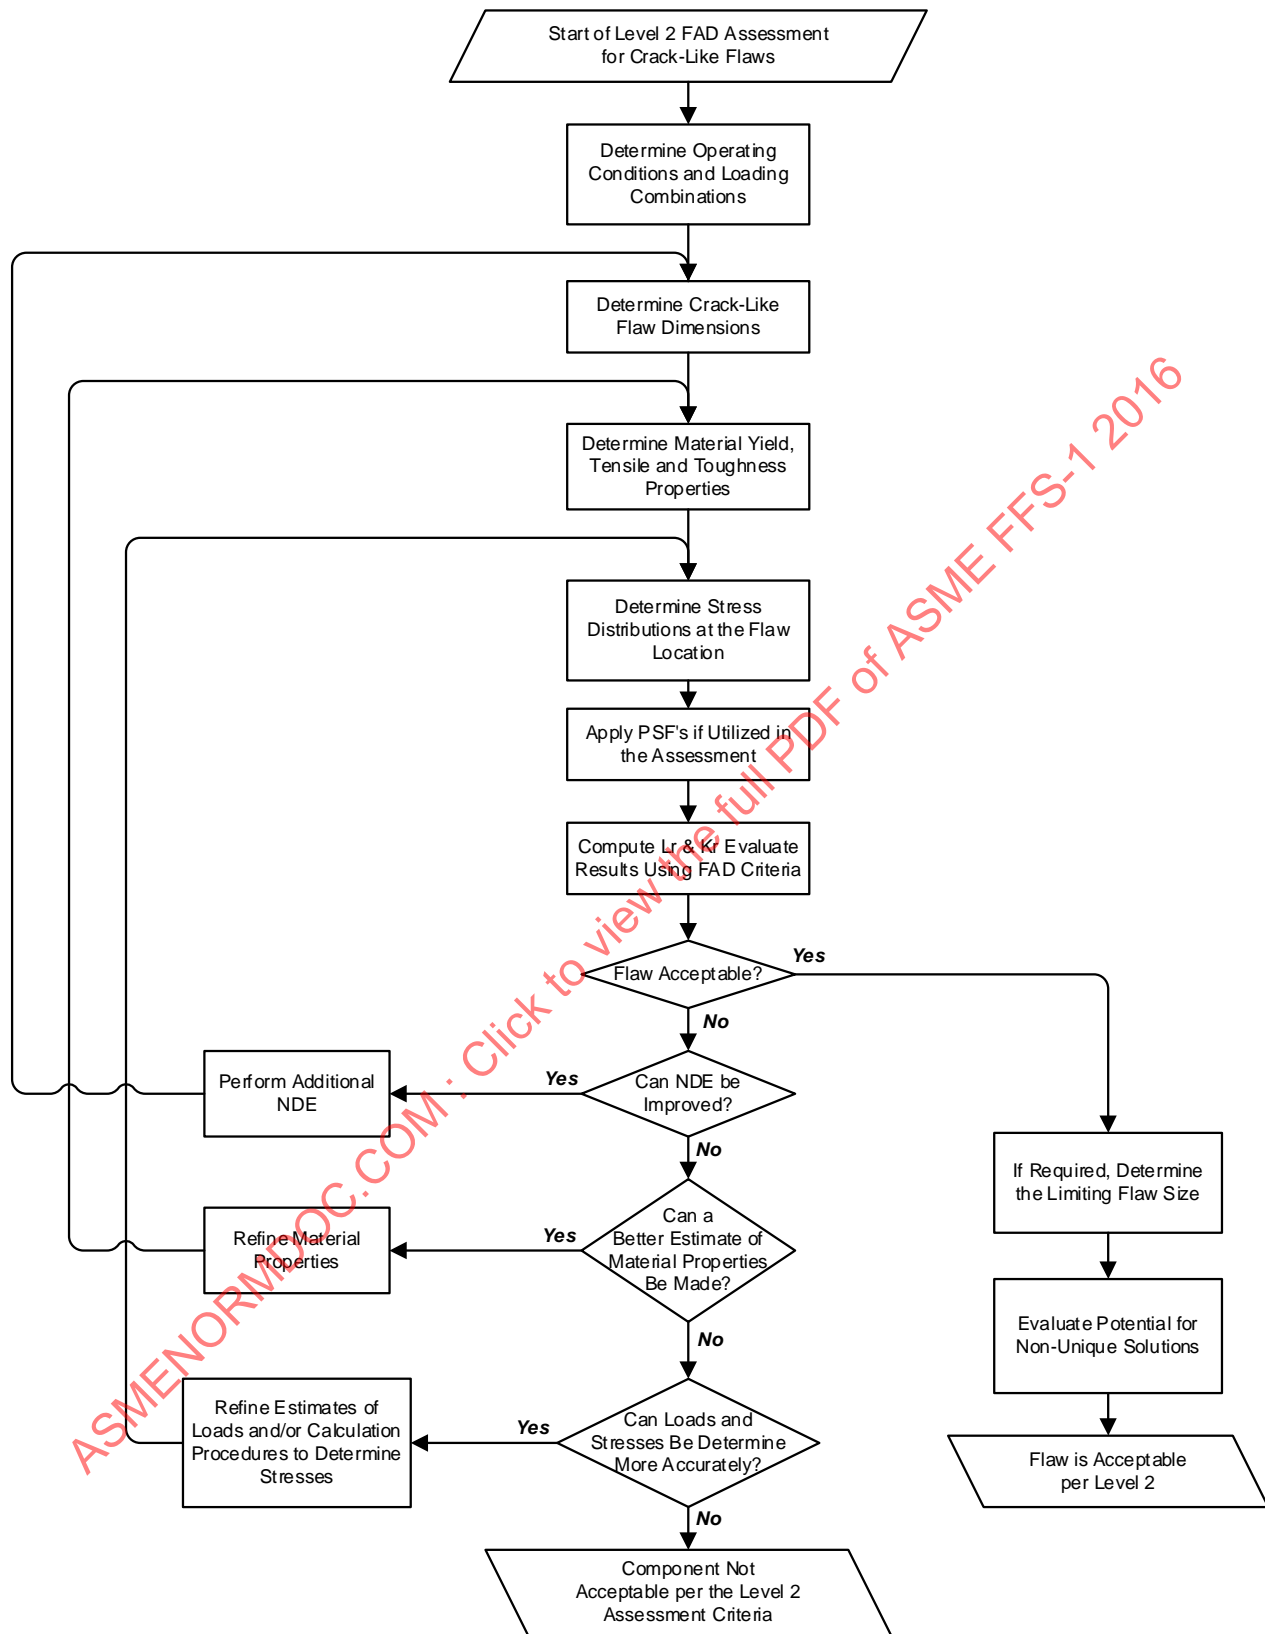 Start of Level 2 FAD Assessment
for Crack-Like Flaws
Determine Operating
Conditions and Loading
Combinations
Determine Crack-Like
Flaw Dimensions
Determine Material Yield,
Tensile and Toughness
Properties
Determine Stress
Distributions at the Flaw
Location
Apply PSF's if Utilized in
the Assessment
Compute Lr & Kr Evaluate
Results Using FAD Criteria
Flaw Acceptable?
Yes
No
Can NDE be
Improved?
Yes
Perform Additional
NDE
No
Can a
Better Estimate of
Material Properties
Be Made?
Yes
Refine Material
Properties
No
Can Loads and
Stresses Be Determine
More Accurately?
Yes
Refine Estimates of
Loads and/or Calculation
Procedures to Determine
Stresses
No
Component Not
Acceptable per the Level 2
Assessment Criteria
If Required, Determine
the Limiting Flaw Size
Evaluate Potential for
Non-Unique Solutions
Flaw is Acceptable
per Level 2
ASMENORMDOC.COM : Click to view the full PDF of ASME FFS-1 2016